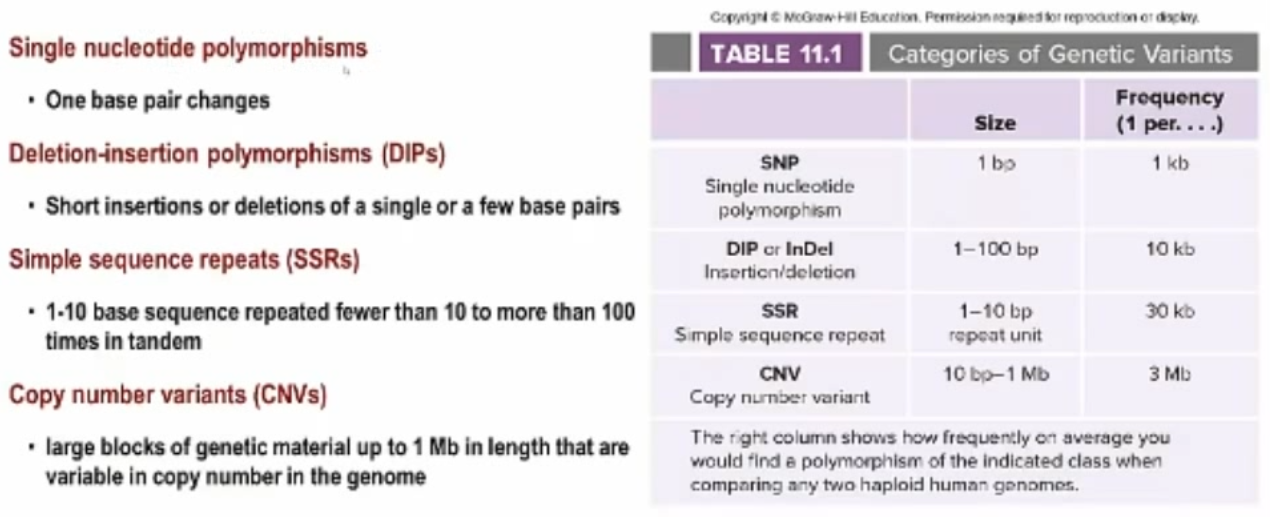 Single nucleotide polymorphisms
• One base pair changes
Deletion-insertion polymorphisms (DIPs)
• Short insertions or deletions of a single or a few base pairs
Simple sequence repeats (SSRs)
• 1-10 base sequence repeated fewer than 10 to more than 100
times in tandem
Copy number variants (CNVs)
• large blocks of genetic material up to 1 Mb in length that are
variable in copy number in the genome
Copyright © McGraw-Hill Education. Permission required for reproduction or display.
TABLE 11.1 Categories of Genetic Variants
Size
Frequency
(1 per. . . .)
SNP 1 bp 1 kb
Single nucleotide
polymorphism
DIP or InDel 1–100 bp 10 kb
Insertion/deletion
SSR 1–10 bp 30 kb
Simple sequence repeat repeat unit
CNV 10 bp–1 Mb 3 Mb
Copy number variant
The right column shows how frequently on average you
would find a polymorphism of the indicated class when
comparing any two haploid human genomes.